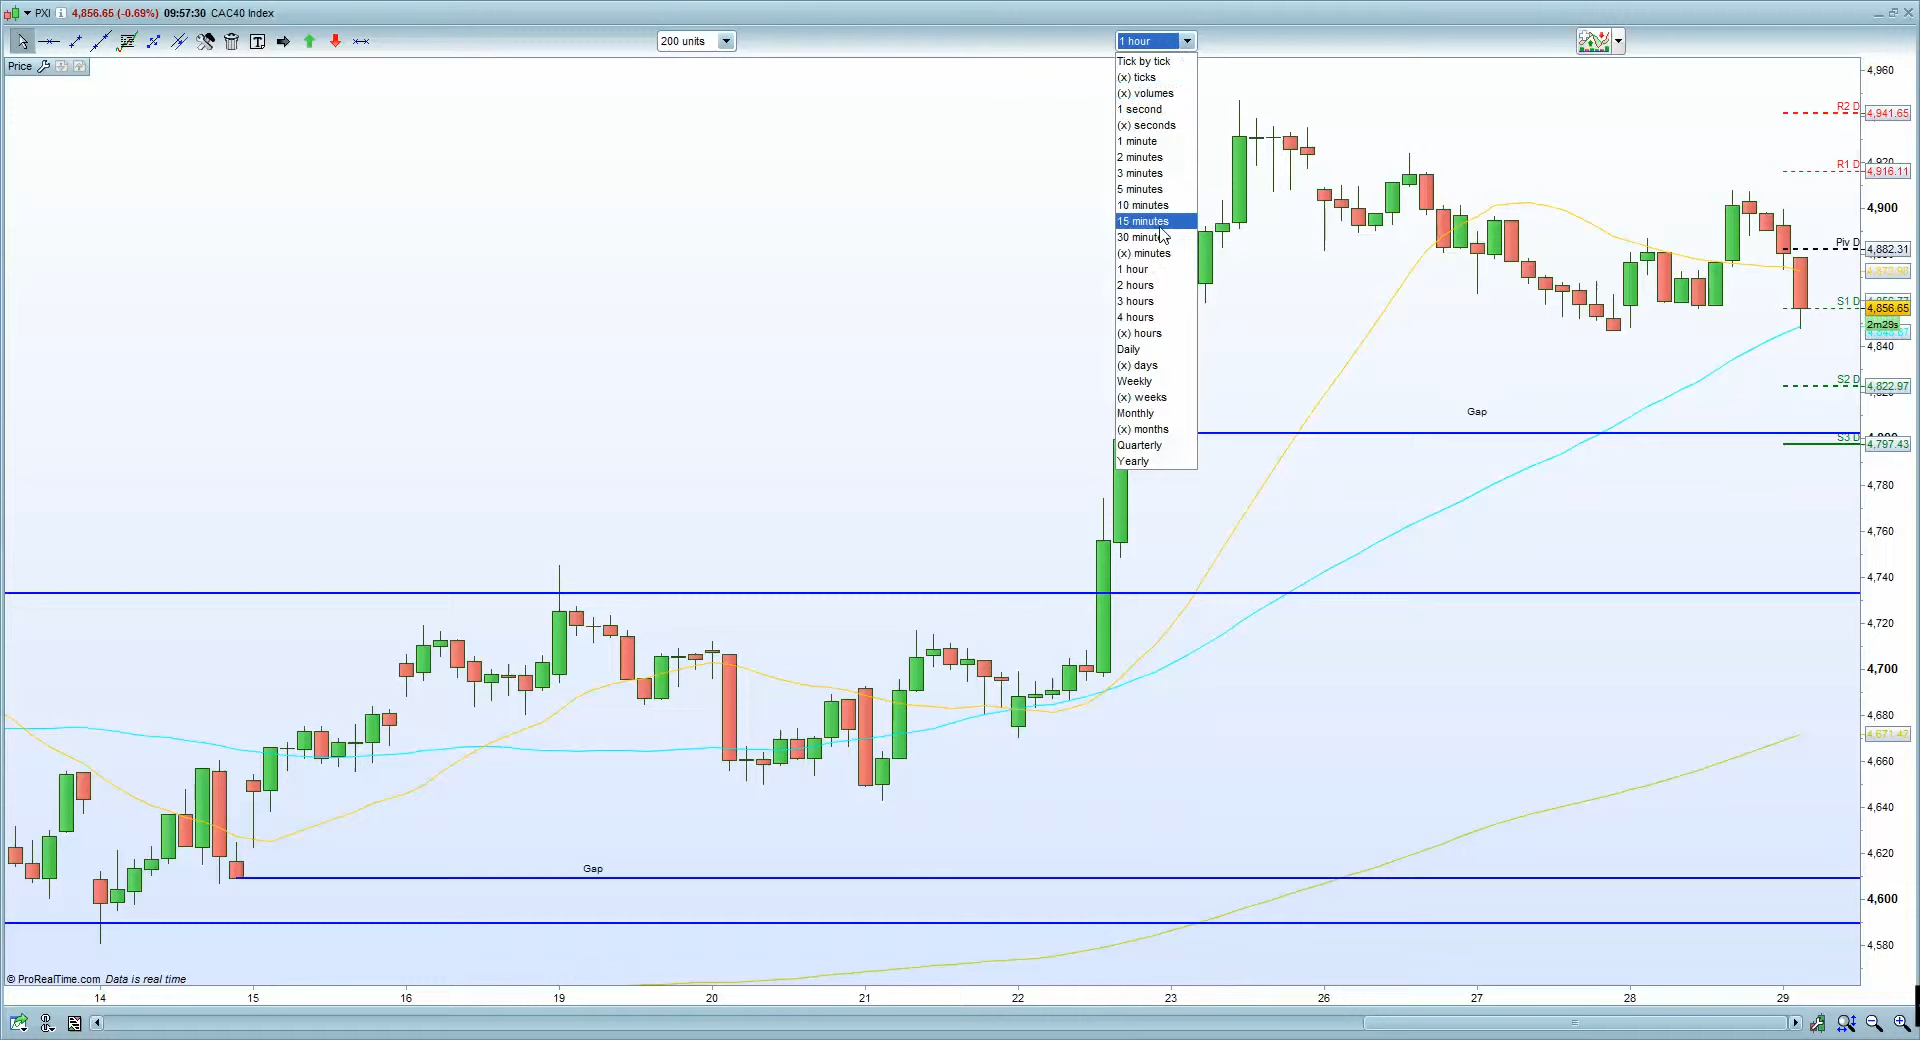 PXI 4,856.65 (-0.69%) 09:57:30 CAC40 Index
200 units
1 hour
Price
Tick by tick
(x) ticks
(x) volumes
1 second
(x) seconds
1 minute
2 minutes
3 minutes
5 minutes
10 minutes
15 minutes
30 minutes
(x) minutes
1 hour
2 hours
3 hours
4 hours
(x) hours
Daily
(x) days
Weekly
(x) weeks
Monthly
(x) months
Quarterly
Yearly
4,960
R2 D 4,941.65
4,920
R1 D 4,916.11
4,900
Piv D 4,882.31
4,872.98
S1 D
4,856.65
2m29s
4,840
S2 D 4,822.97
Gap
S3 D 4,797.43
4,780
4,760
4,740
4,720
4,700
4,680
4,671.47
4,660
4,640
4,620
Gap
4,600
4,580
© ProRealTime.com Data is real time
14 15 16 19 20 21 22 23 26 27 28 29